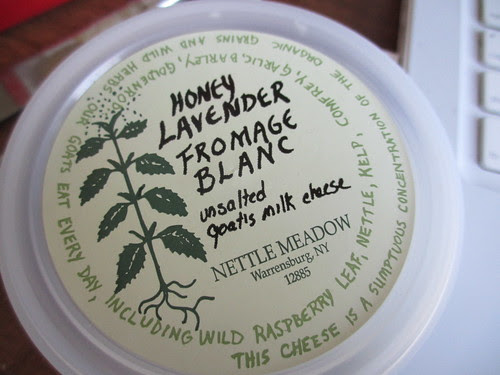 HONEY
LAVENDER
FROMAGE
BLANC
unsalted
goat's milk cheese
NETTLE MEADOW
Warrensburg, NY
12885
THIS CHEESE IS A SUMPTUOUS CONCENTRATION OF THE ORGANIC GRAINS AND WILD HERBS OUR GOATS EAT EVERY DAY, INCLUDING WILD RASPBERRY LEAF, NETTLE, KELP, COMFREY, GARLIC, BARLEY, GOLDENROD